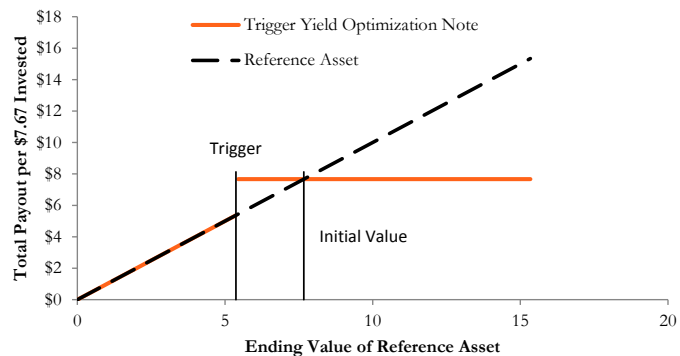 $18
$16
$14
$12
$10
$8
$6
$4
$2
$0
Total Payout per $7.67 Invested
Trigger Yield Optimization Note
Reference Asset
Trigger
Initial Value
0
5
10
15
20
Ending Value of Reference Asset